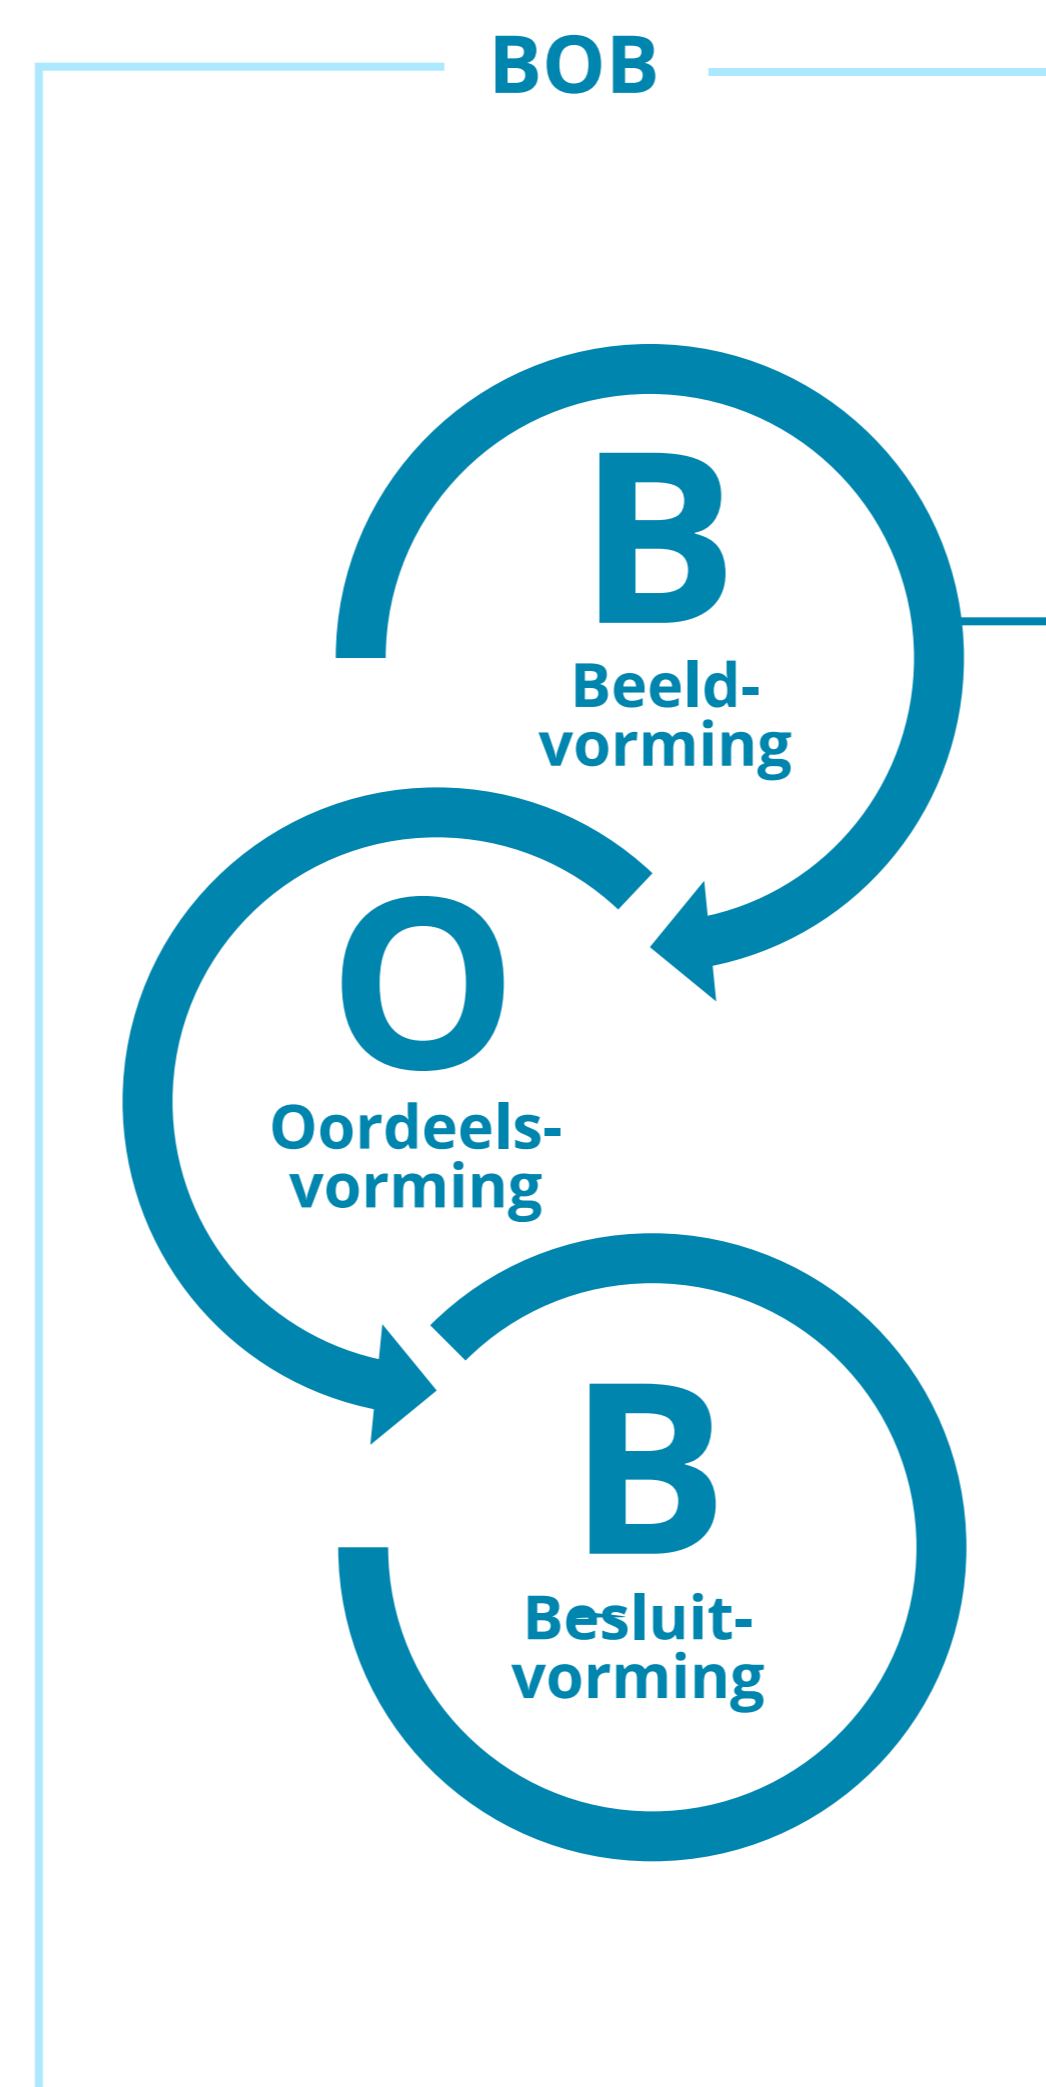 BOB
B
Beeld-
vorming
O
Oordeels-
vorming
B
Besluit-
vorming